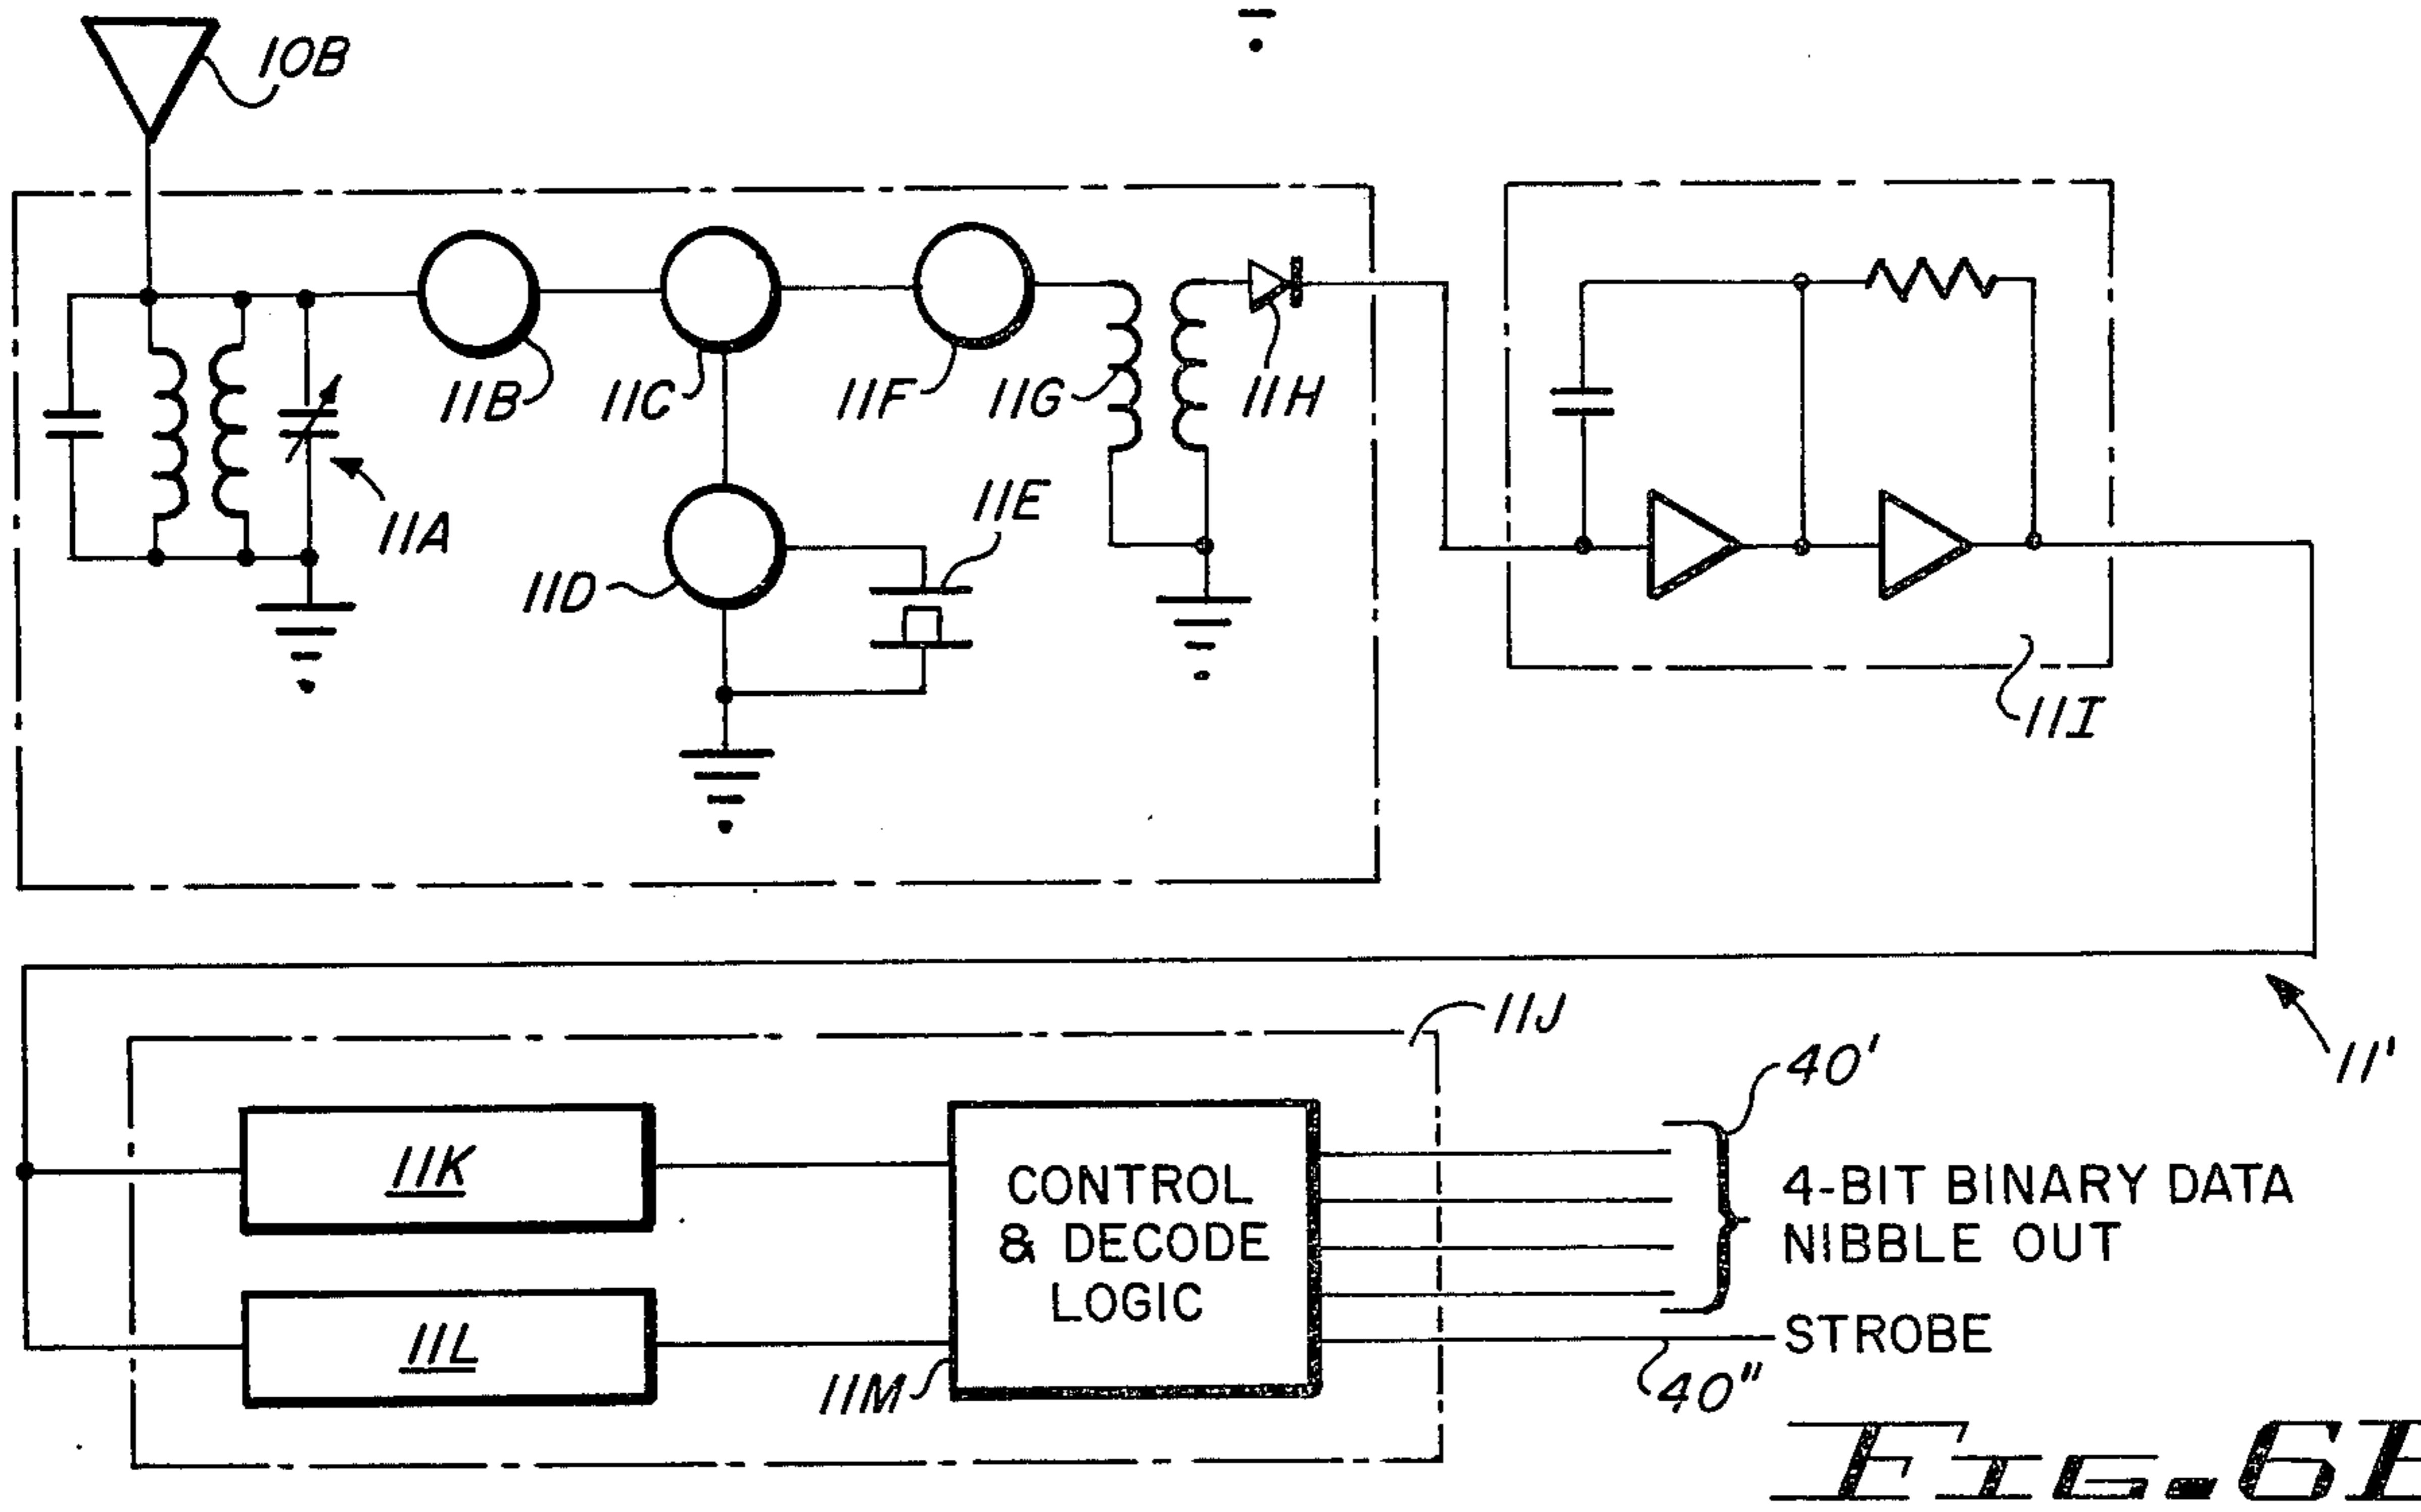 10B
11B
11C
11F
11G
11H
11A
11D
11E
11I
11J
11'
40'
11K
CONTROL
& DECODE
LOGIC
4-BIT BINARY DATA
NIBBLE OUT
11L
11M
STROBE
40"
FIG. 6B